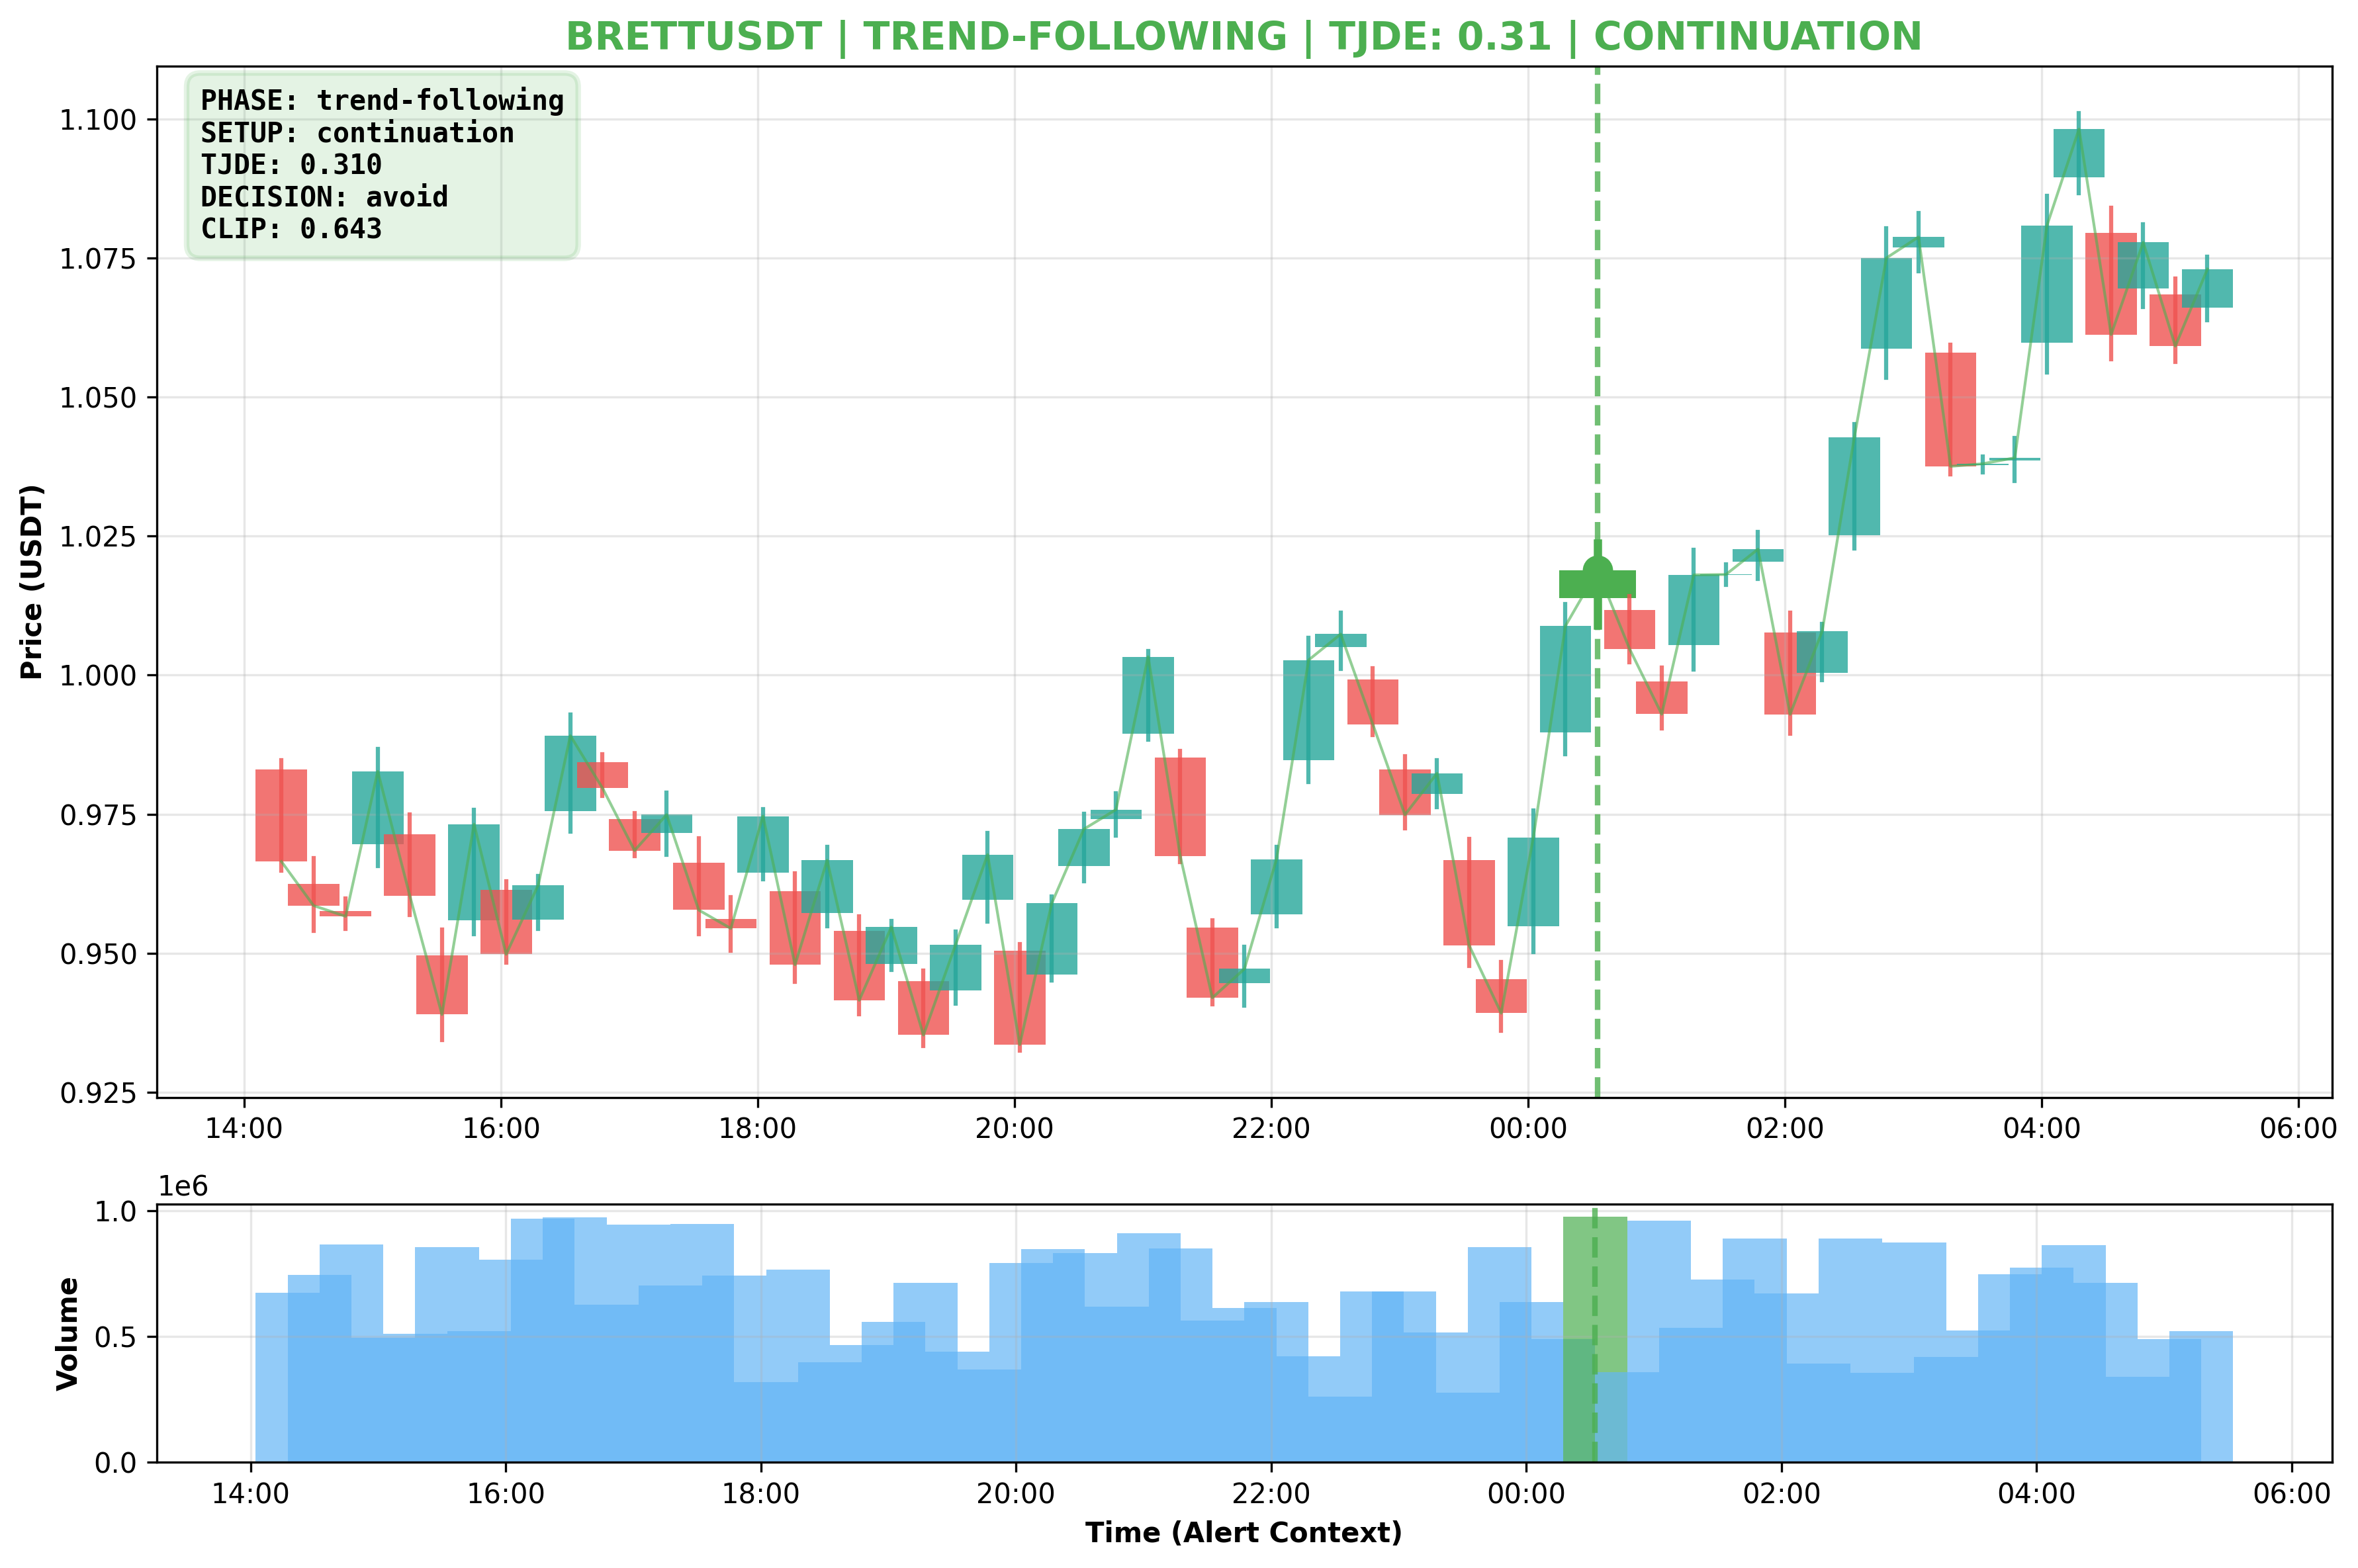 BRETTUSDT | TREND-FOLLOWING | TJDE: 0.31 | CONTINUATION
PHASE: trend-following
SETUP: continuation
TJDE: 0.310
DECISION: avoid
CLIP: 0.643
Price (USDT)
1.100
1.075
1.050
1.025
1.000
0.975
0.950
0.925
14:00 16:00 18:00 20:00 22:00 00:00 02:00 04:00 06:00
1e6
Volume
1.0
0.5
0.0
14:00 16:00 18:00 20:00 22:00 00:00 02:00 04:00 06:00
Time (Alert Context)